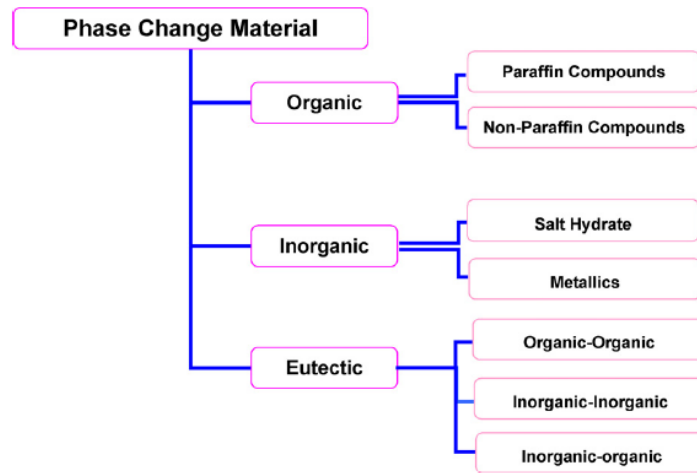 Phase Change Material
Organic
Paraffin Compounds
Non-Paraffin Compounds
Inorganic
Salt Hydrate
Metallics
Eutectic
Organic-Organic
Inorganic-Inorganic
Inorganic-organic